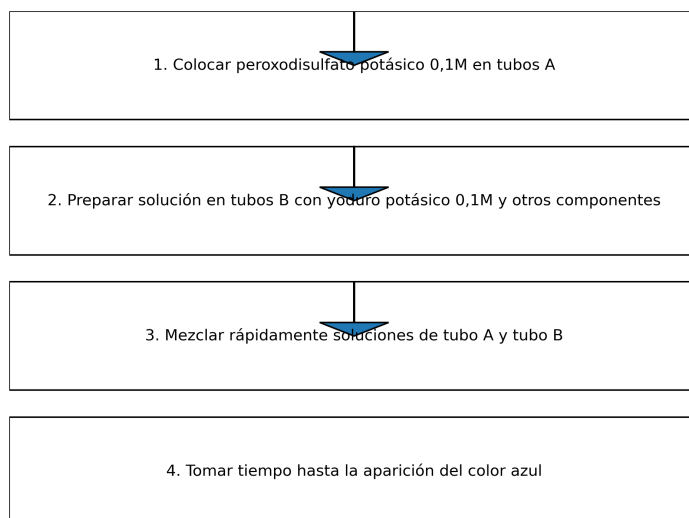 1. Colocar peroxodisulfato potásico 0,1M en tubos A
2. Preparar solución en tubos B con yoduro potásico 0,1M y otros componentes
3. Mezclar rápidamente soluciones de tubo A y tubo B
4. Tomar tiempo hasta la aparición del color azul